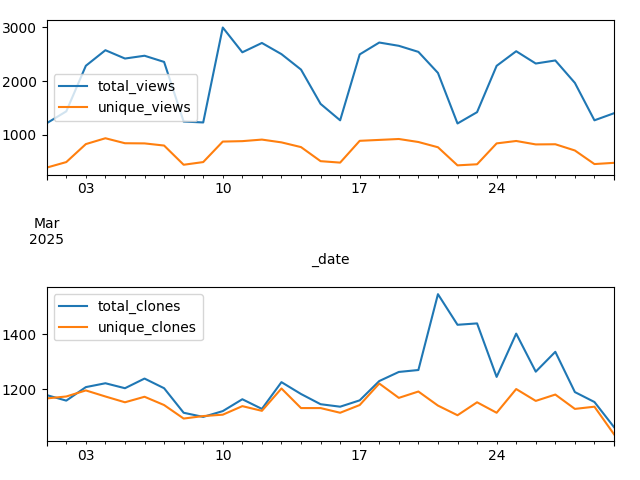 3000
2000
1000
total_views
unique_views
03
10
17
24
Mar
2025
_date
1400
1200
total_clones
unique_clones
03
10
17
24